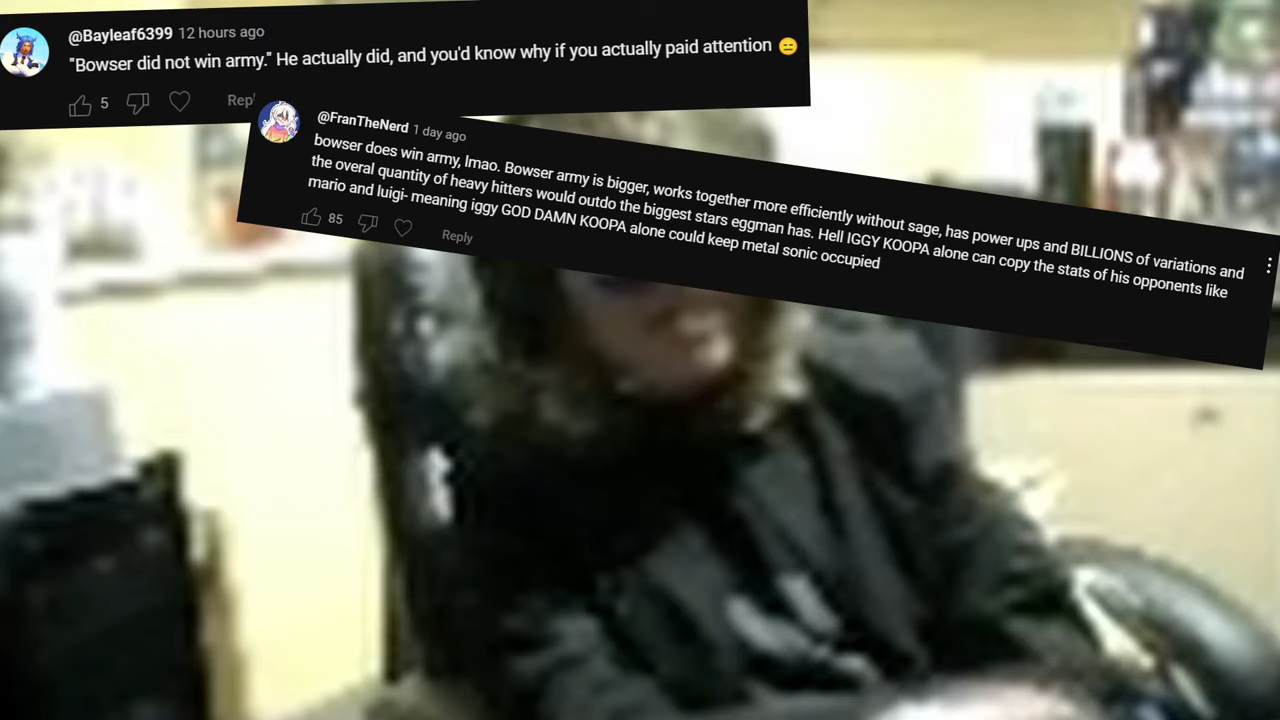 @Bayleaf6399 12 hours ago
"Bowser did not win army." He actually did, and you'd know why if you actually paid attention 😑
5
Repl
@FranTheNerd 1 day ago
bowser does win army, lmao. Bowser army is bigger, works together more efficiently without sage, has power ups and BILLIONS of variations and
the overal quantity of heavy hitters would outdo the biggest stars eggman has. Hell IGGY KOOPA alone can copy the stats of his opponents like
mario and luigi- meaning iggy GOD DAMN KOOPA alone could keep metal sonic occupied
85
Reply